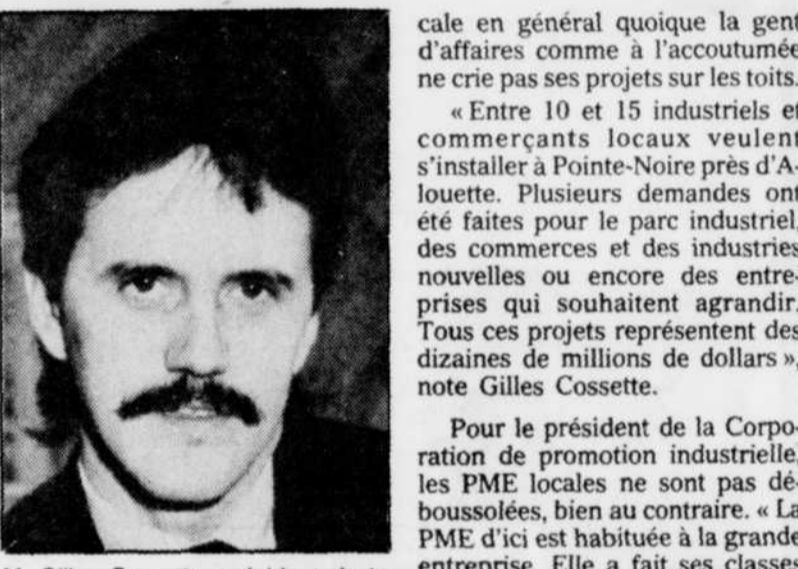 cale en général quoique la gent
d'affaires comme à l'accoutumée
ne crie pas ses projets sur les toits.
« Entre 10 et 15 industriels et
commerçants locaux veulent
s'installer à Pointe-Noire près d'A-
louette. Plusieurs demandes ont
été faites pour le parc industriel,
des commerces et des industries
nouvelles ou encore des entre-
prises qui souhaitent agrandir.
Tous ces projets représentent des
dizaines de millions de dollars »,
note Gilles Cossette.
Pour le président de la Corpo-
ration de promotion industrielle,
les PME locales ne sont pas dé-
boussolées, bien au contraire. « La
PME d'ici est habituée à la grande
entreprise. Elle a fait ses classes